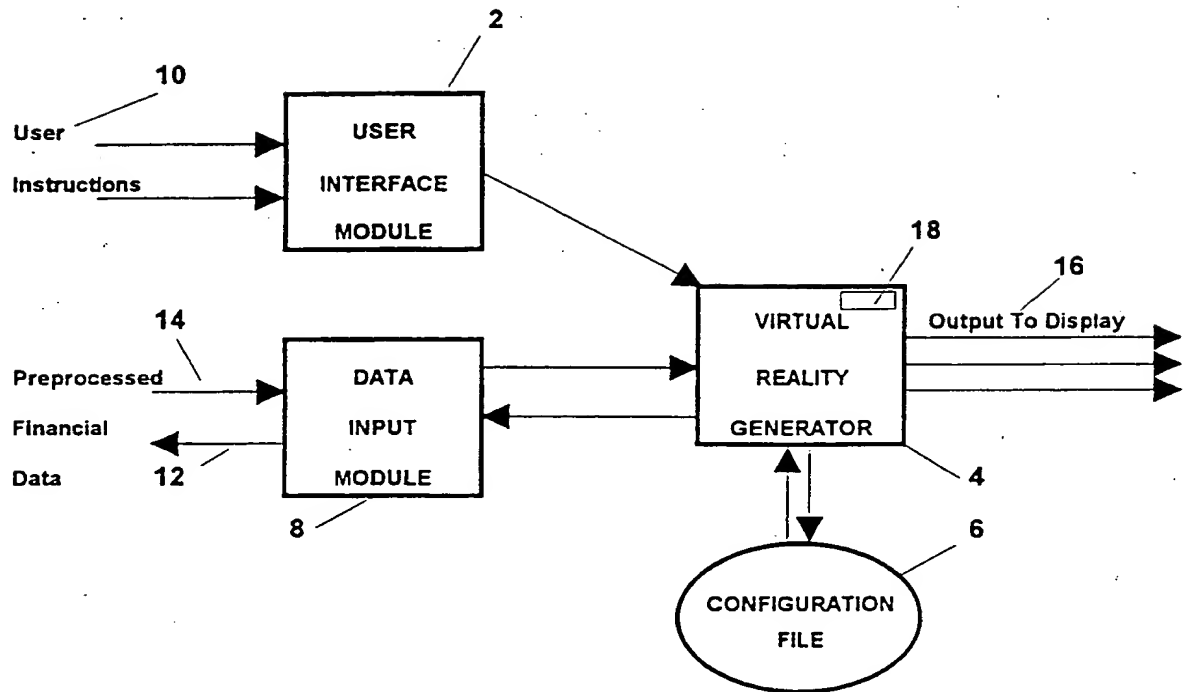 2
10
User
Instructions
USER
INTERFACE
MODULE
18
16
VIRTUAL
REALITY
GENERATOR
Output To Display
14
Preprocessed
Financial
Data
12
DATA
INPUT
MODULE
8
4
6
CONFIGURATION
FILE